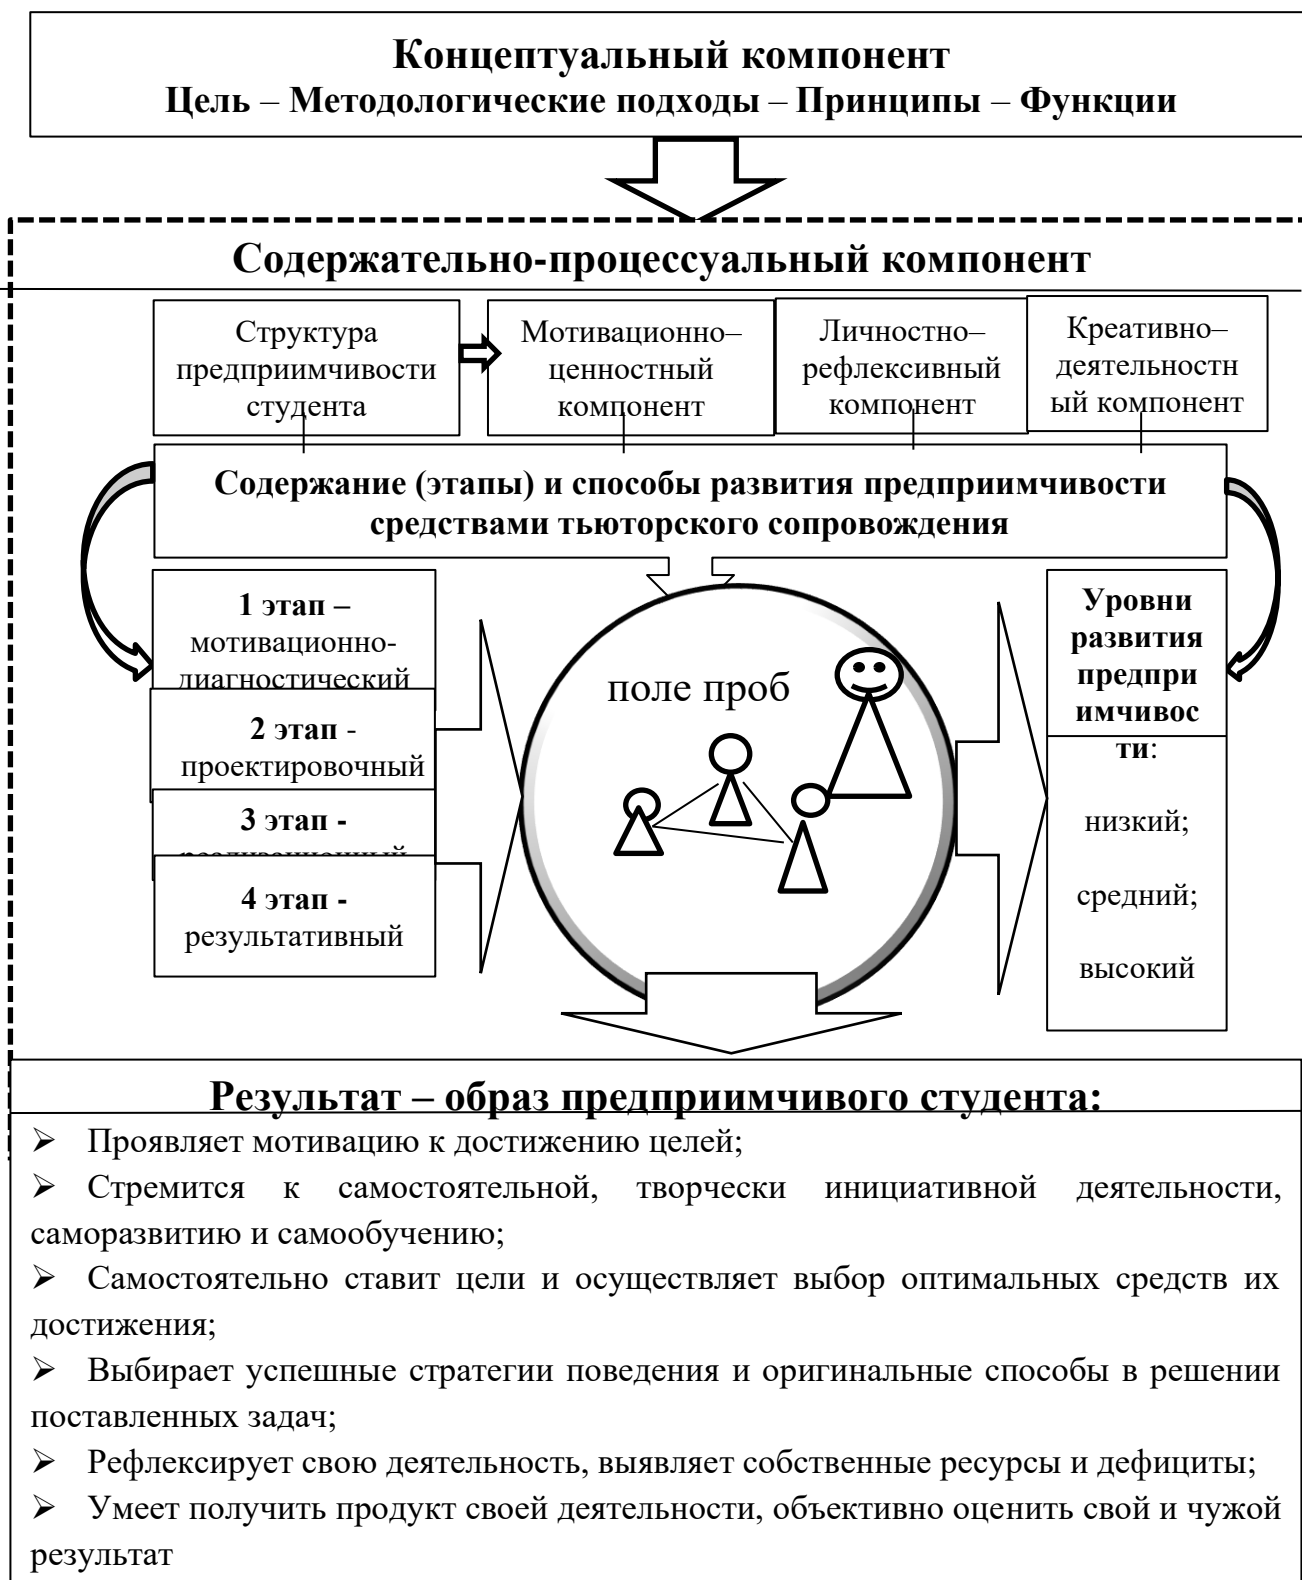 Концептуальный компонент
Цель – Методологические подходы – Принципы – Функции
Содержательно-процессуальный компонент
Структура
предприимчивости
студента
Мотивационно–
ценностный
компонент
Личностно–
рефлексивный
компонент
Креативно–
деятельностн
ый компонент
Содержание (этапы) и способы развития предприимчивости
средствами тьюторского сопровождения
1 этап –
мотивационно-
диагностический
2 этап -
проектировочный
3 этап -
4 этап -
результативный
поле проб
Уровни
развития
предпри
имчивос
ти:
низкий;
средний;
высокий
Результат – образ предприимчивого студента:
➢ Проявляет мотивацию к достижению целей;
➢ Стремится к самостоятельной, творчески инициативной деятельности,
саморазвитию и самообучению;
➢ Самостоятельно ставит цели и осуществляет выбор оптимальных средств их
достижения;
➢ Выбирает успешные стратегии поведения и оригинальные способы в решении
поставленных задач;
➢ Рефлексирует свою деятельность, выявляет собственные ресурсы и дефициты;
➢ Умеет получить продукт своей деятельности, объективно оценить свой и чужой
результат